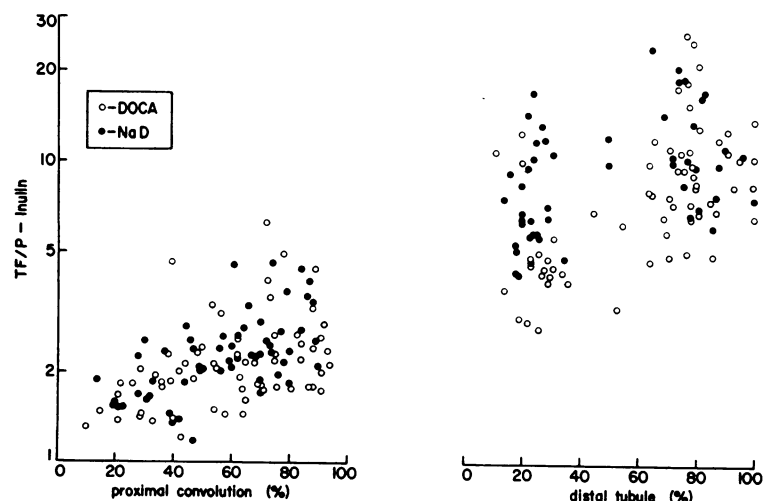 30
20
10
5
2
1
TF/P - Inulin
o-DOCA
•-NaD
0 20 40 60 80 100
proximal convolution (%)
0 20 40 60 80 100
distal tubule (%)